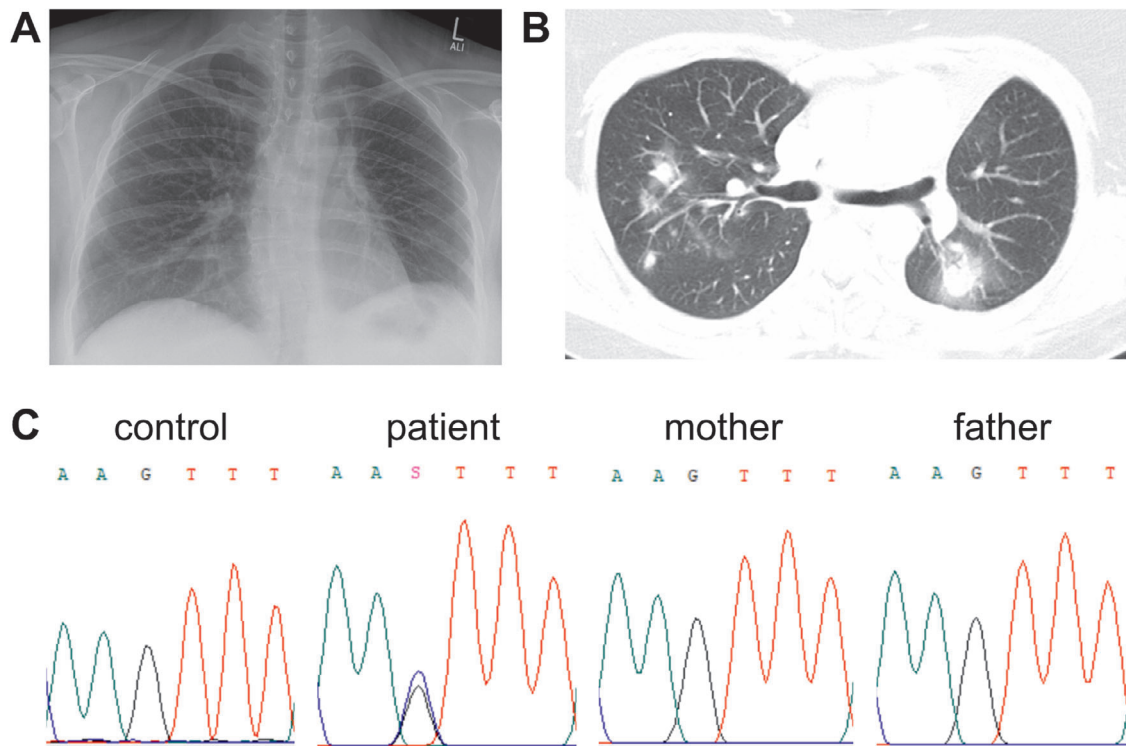 A
L
ALI
B
C
control
patient
mother
father
A A G T T T
A A S T T T
A A G T T T
A A G T T T